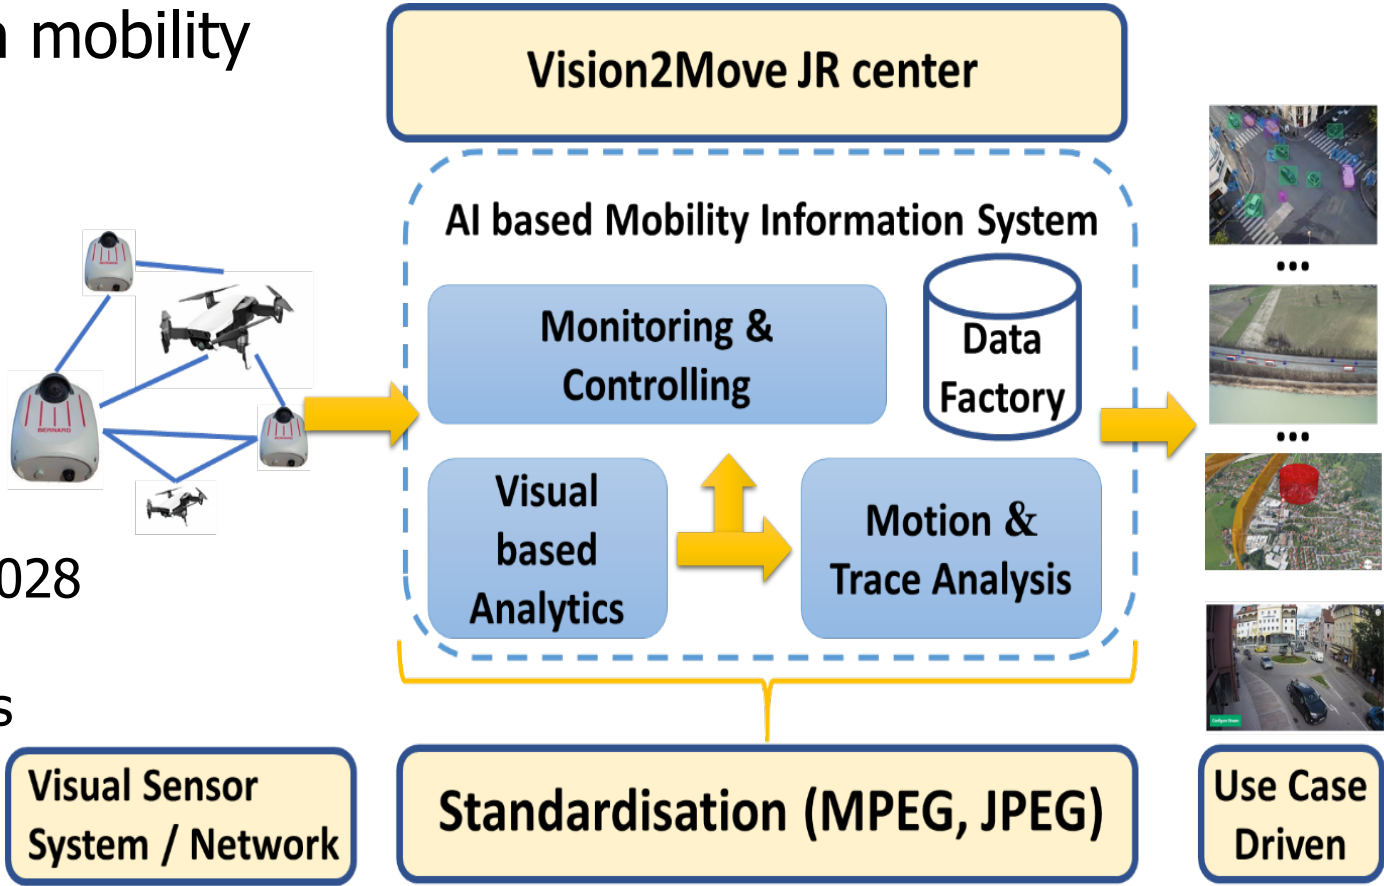 mobility
Vision2Move JR center
AI based Mobility Information System
Monitoring &
Controlling
Data
Factory
Visual
based
Analytics
Motion &
Trace Analysis
BERNARD
...
...
028
s
Visual Sensor
System / Network
Standardisation (MPEG, JPEG)
Use Case
Driven